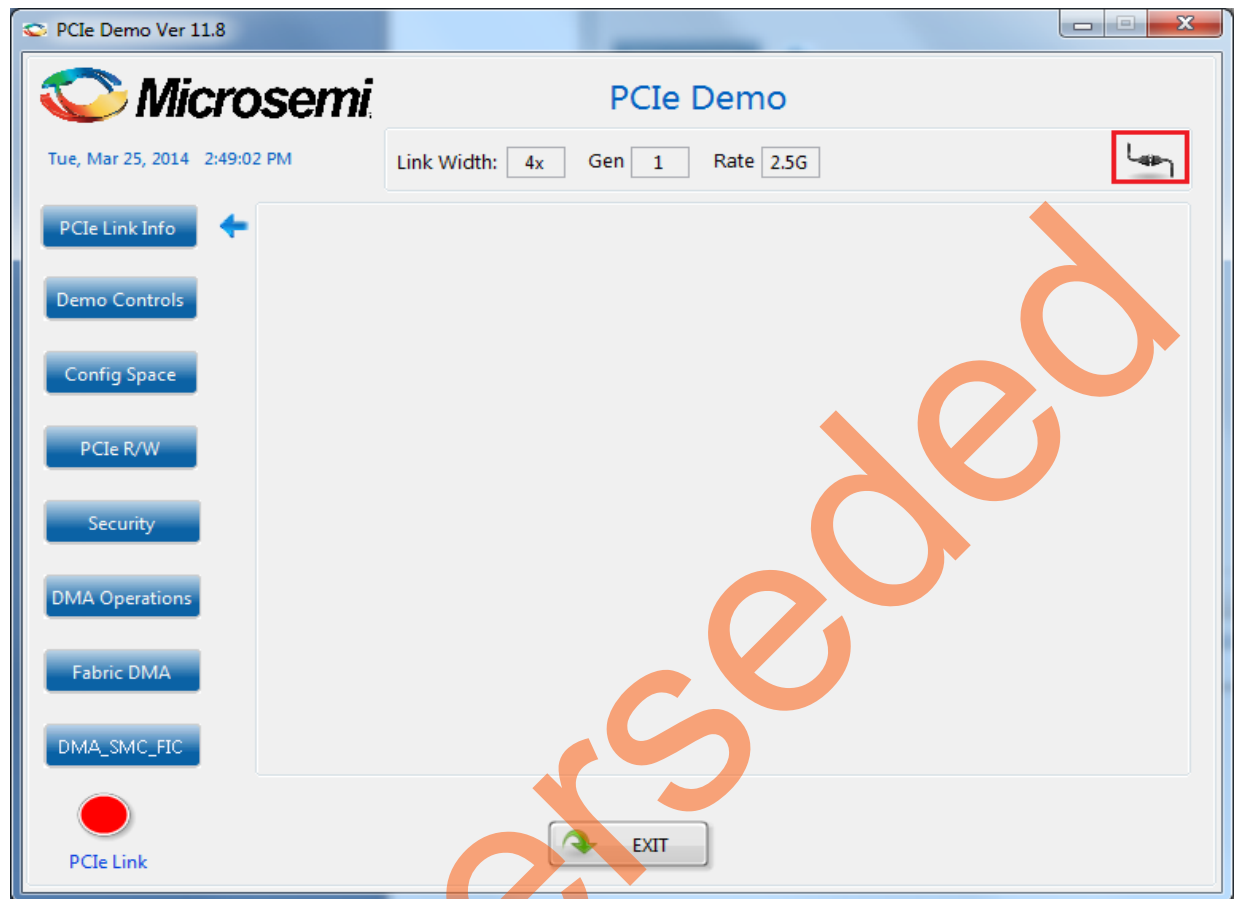 PCIe Demo Ver 11.8
Microsemi
PCIe Demo
Tue, Mar 25, 2014 2:49:02 PM
Link Width: 4x Gen 1 Rate 2.5G
PCIe Link Info
Demo Controls
Config Space
PCIe R/W
Security
DMA Operations
Fabric DMA
DMA_SMC_FIC
PCIe Link
EXIT
erseded